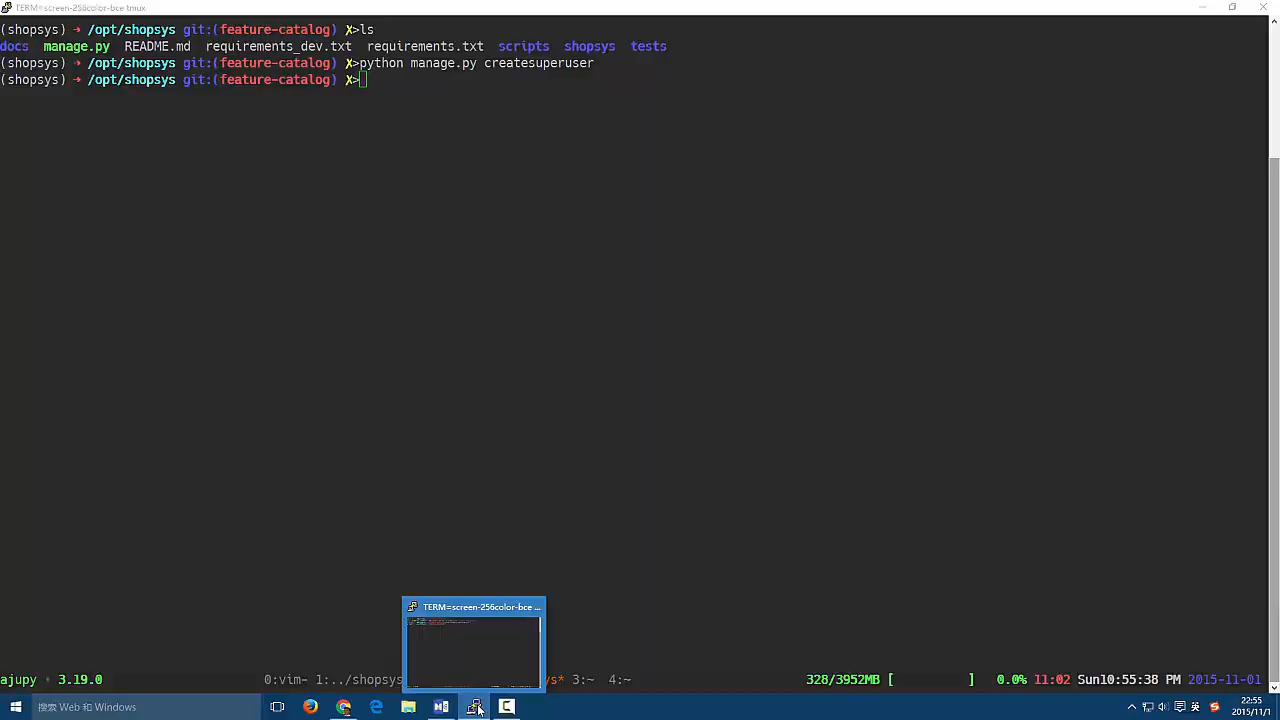 TERM=screen-256color-bce tmux
(shopsys) ➜ /opt/shopsys git:(feature-catalog) ✗>ls
docs manage.py README.md requirements_dev.txt requirements.txt scripts shopsys tests
(shopsys) ➜ /opt/shopsys git:(feature-catalog) ✗>python manage.py createsuperuser
(shopsys) ➜ /opt/shopsys git:(feature-catalog) ✗>
TERM=screen-256color-bce ...
ajupy 3.19.0 0:vim- 1:../shopsys* 3:~ 4:~ 328/3952MB [ ] 0.0% 11:02 Sun10:55:38 PM 2015-11-01
搜索 Web 和 Windows
英
22:55
2015/11/1